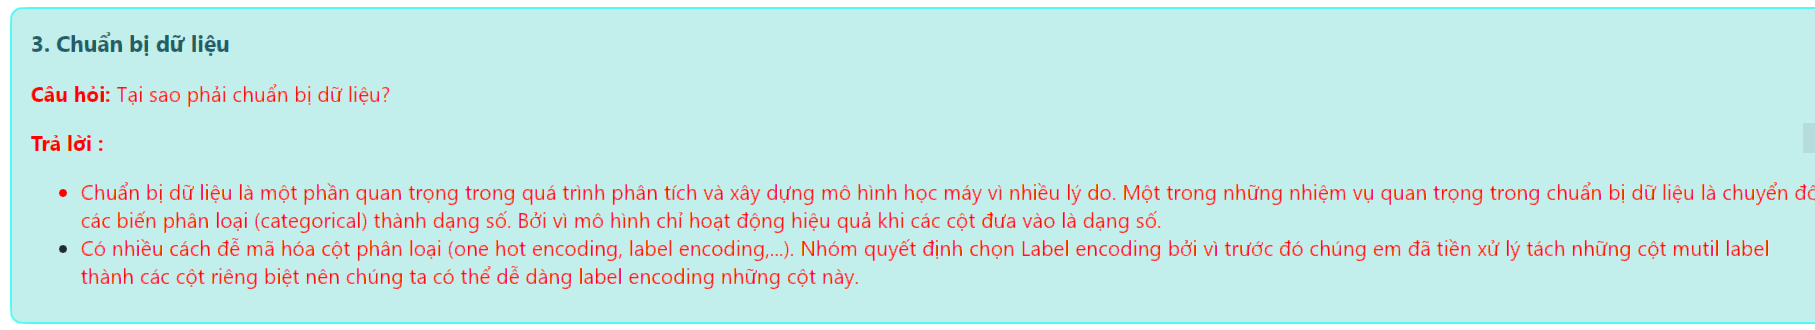 3. Chuẩn bị dữ liệu
Câu hỏi: Tại sao phải chuẩn bị dữ liệu?
Trả lời :
Chuẩn bị dữ liệu là một phần quan trọng trong quá trình phân tích và xây dựng mô hình học máy vì nhiều lý do. Một trong những nhiệm vụ quan trọng trong chuẩn bị dữ liệu là chuyển
các biến phân loại (categorical) thành dạng số. Bởi vì mô hình chỉ hoạt động hiệu quả khi các cột đưa vào là dạng số.
Có nhiều cách đễ mã hóa cột phân loại (one hot encoding, label encoding,...). Nhóm quyết định chọn Label encoding bởi vì trước đó chúng em đã tiền xử lý tách những cột mutil label
thành các cột riêng biệt nên chúng ta có thể dễ dàng label encoding những cột này.